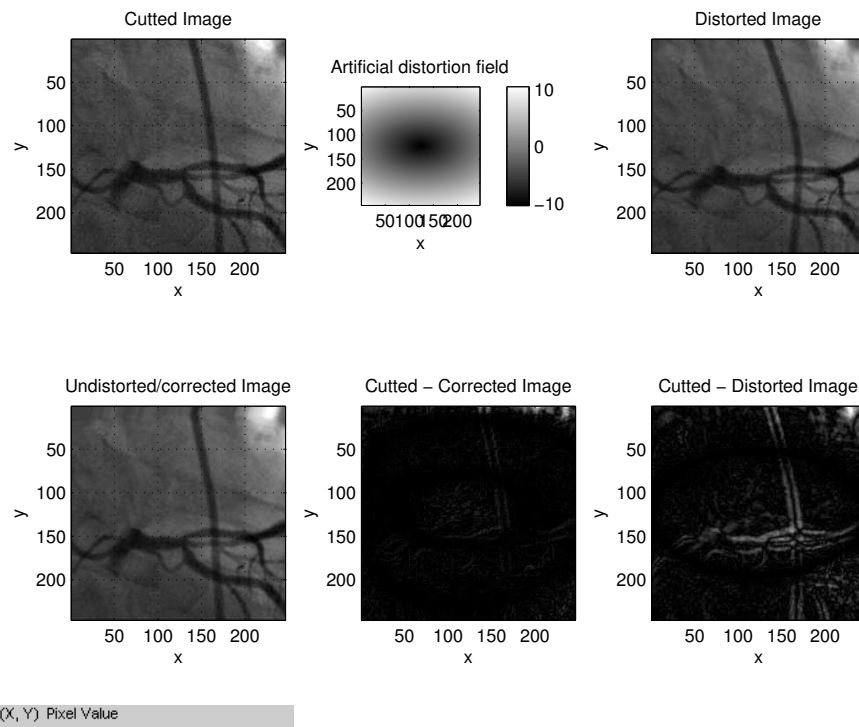 Cutted Image
50
100
150
200
y
50 100 150 200
x
Artificial distortion field
50
100
150
200
y
50100150200
x
10
0
−10
Distorted Image
50
100
150
200
y
50 100 150 200
x
Undistorted/corrected Image
50
100
150
200
y
50 100 150 200
x
Cutted − Corrected Image
50
100
150
200
y
50 100 150 200
x
Cutted − Distorted Image
50
100
150
200
y
50 100 150 200
x
(X, Y) Pixel Value